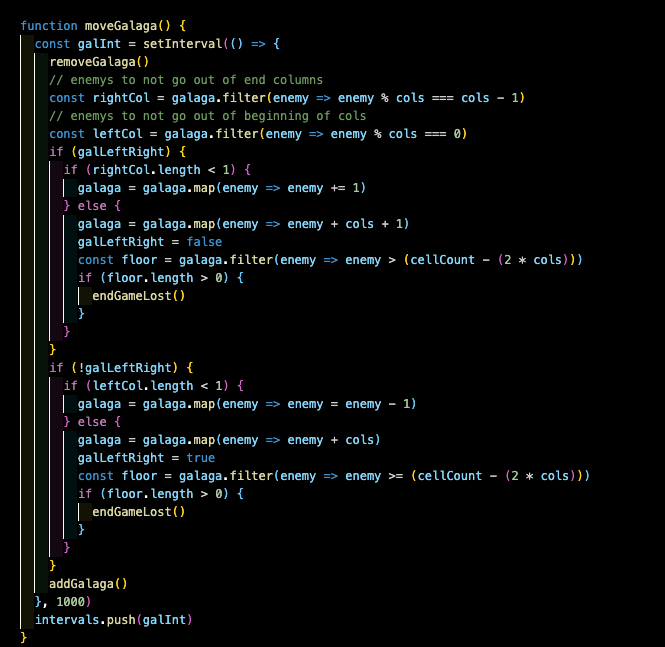 function moveGalaga() {
  const galInt = setInterval(() => {
    removeGalaga()
    // enemys to not go out of end columns
    const rightCol = galaga.filter(enemy => enemy % cols === cols - 1)
    // enemys to not go out of beginning of cols
    const leftCol = galaga.filter(enemy => enemy % cols === 0)
    if (galLeftRight) {
      if (rightCol.length < 1) {
        galaga = galaga.map(enemy => enemy += 1)
      } else {
        galaga = galaga.map(enemy => enemy + cols + 1)
        galLeftRight = false
        const floor = galaga.filter(enemy => enemy > (cellCount - (2 * cols)))
        if (floor.length > 0) {
          endGameLost()
        }
      }
    }
    if (!galLeftRight) {
      if (leftCol.length < 1) {
        galaga = galaga.map(enemy => enemy = enemy - 1)
      } else {
        galaga = galaga.map(enemy => enemy + cols)
        galLeftRight = true
        const floor = galaga.filter(enemy => enemy >= (cellCount - (2 * cols)))
        if (floor.length > 0) {
          endGameLost()
        }
      }
    }
    addGalaga()
  }, 1000)
  intervals.push(galInt)
}